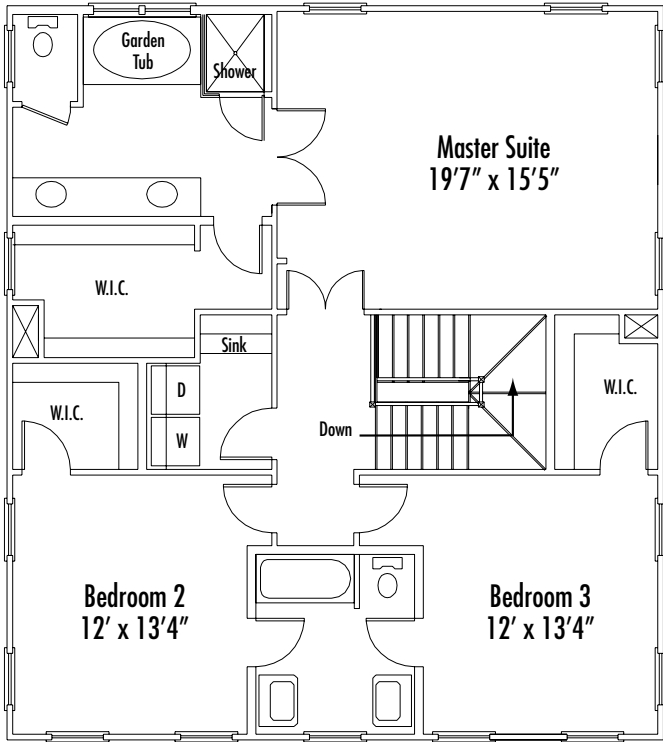 Garden
Tub
Shower
Master Suite
19’7” x 15’5”
W.I.C.
Sink
D
W.I.C.
W.I.C.
Down
W
Bedroom 2
12’ x 13’4”
Bedroom 3
12’ x 13’4”